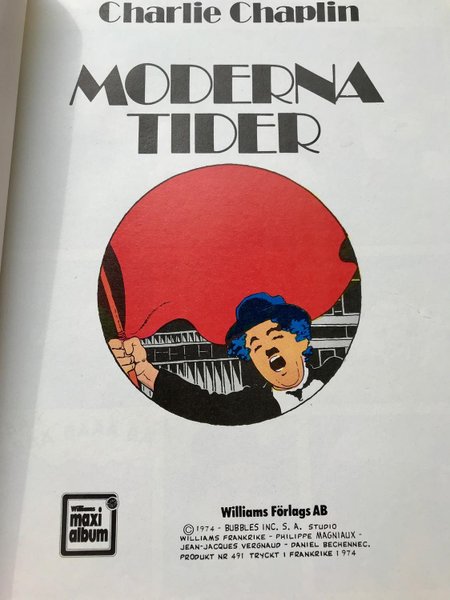 Charlie Chaplin
MODERNA
TIDER
Williams
maxi
album
Williams Förlags AB
© 1974 - BUBBLES INC. S. A. STUDIO
WILLIAMS FRANKRIKE - PHILIPPE MAGNIAUX -
JEAN-JACQUES VERGNAUD - DANIEL BECHENNEC.
PRODUKT NR 491 TRYCKT I FRANKRIKE 1974